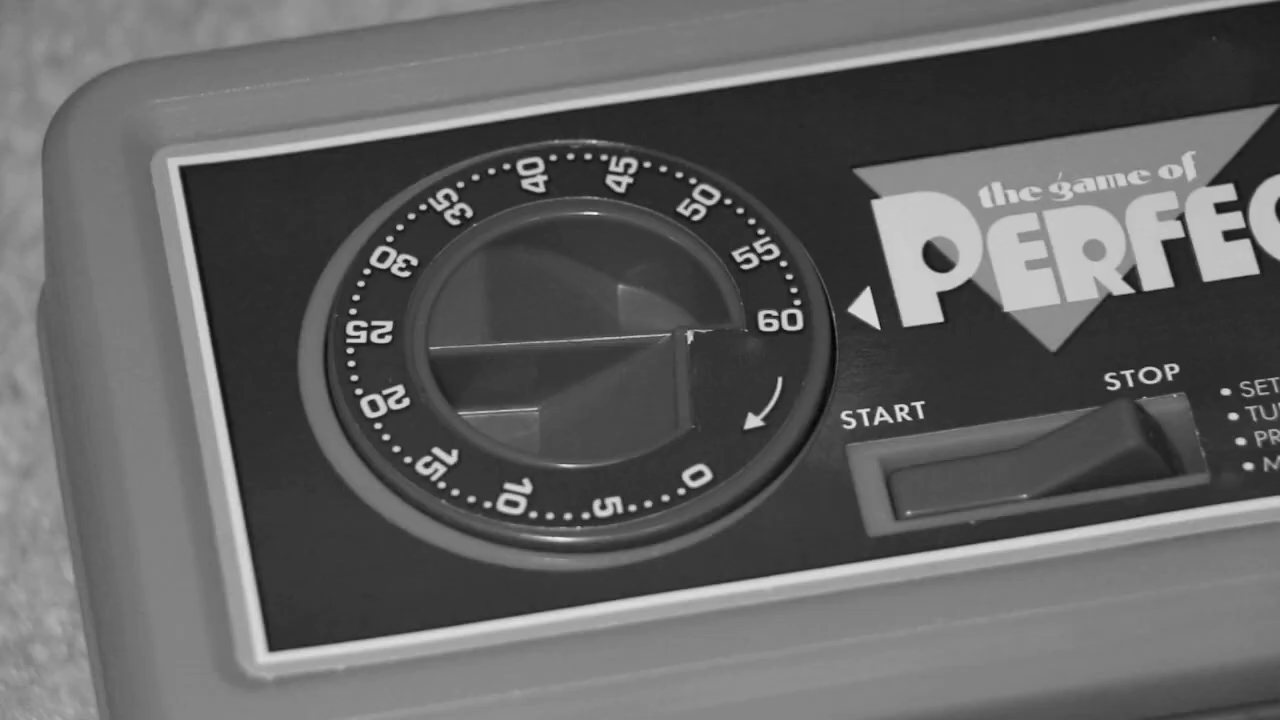 40 45
35 50
30 55
25 60
20
15
10 5 0
the game of
PERFEC
START STOP
• SET
• TU
• PR
• M